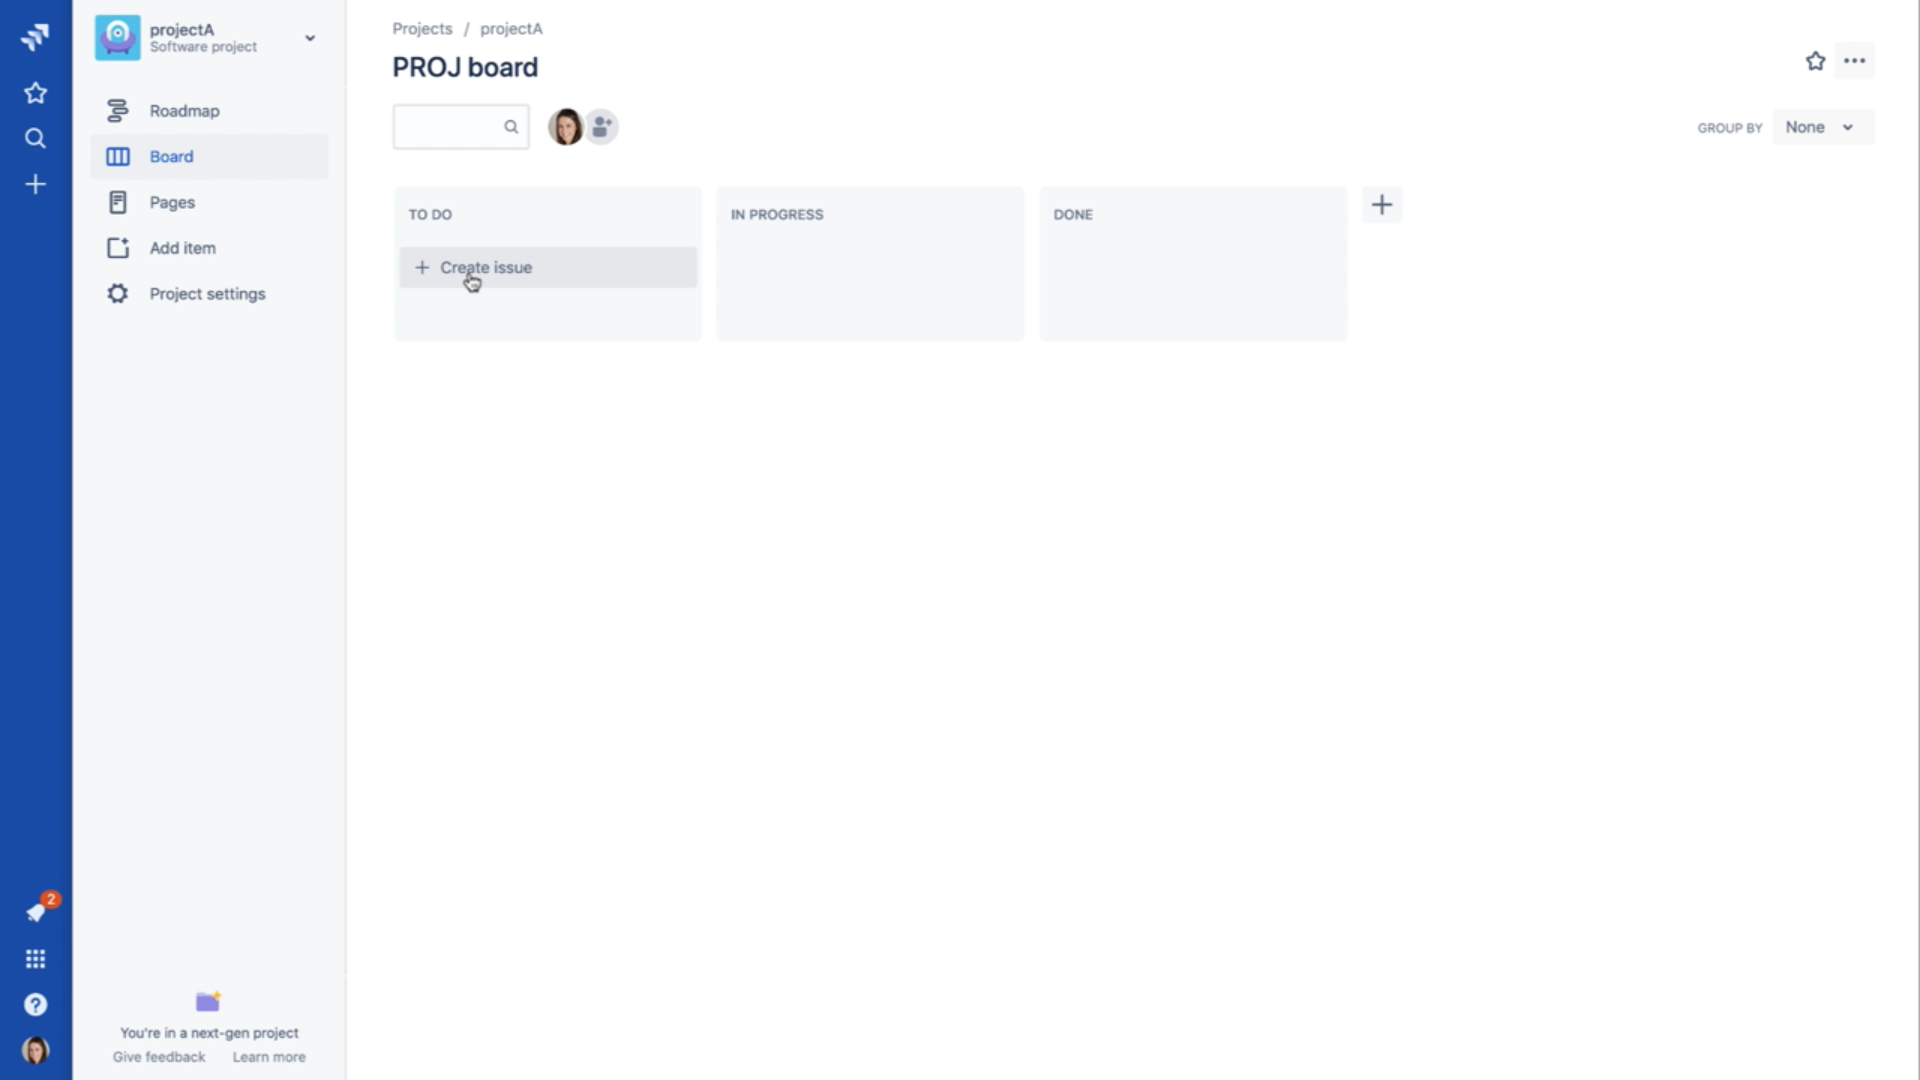 projectA
Software project
Roadmap
Board
Pages
Add item
Project settings
2
You're in a next-gen project
Give feedback Learn more
Projects / projectA
PROJ board
GROUP BY None
TO DO
IN PROGRESS
DONE
Create issue